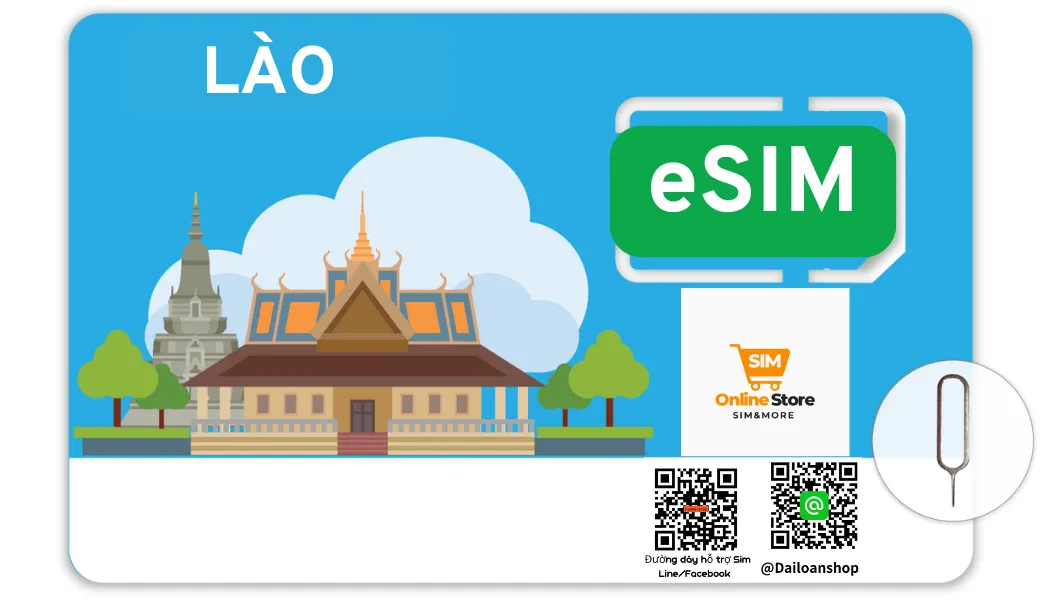 LÀO
eSIM
SIM
Online Store
SIM&MORE
Đường dây hỗ trợ Sim
Line/Facebook
@
@Dailoanshop